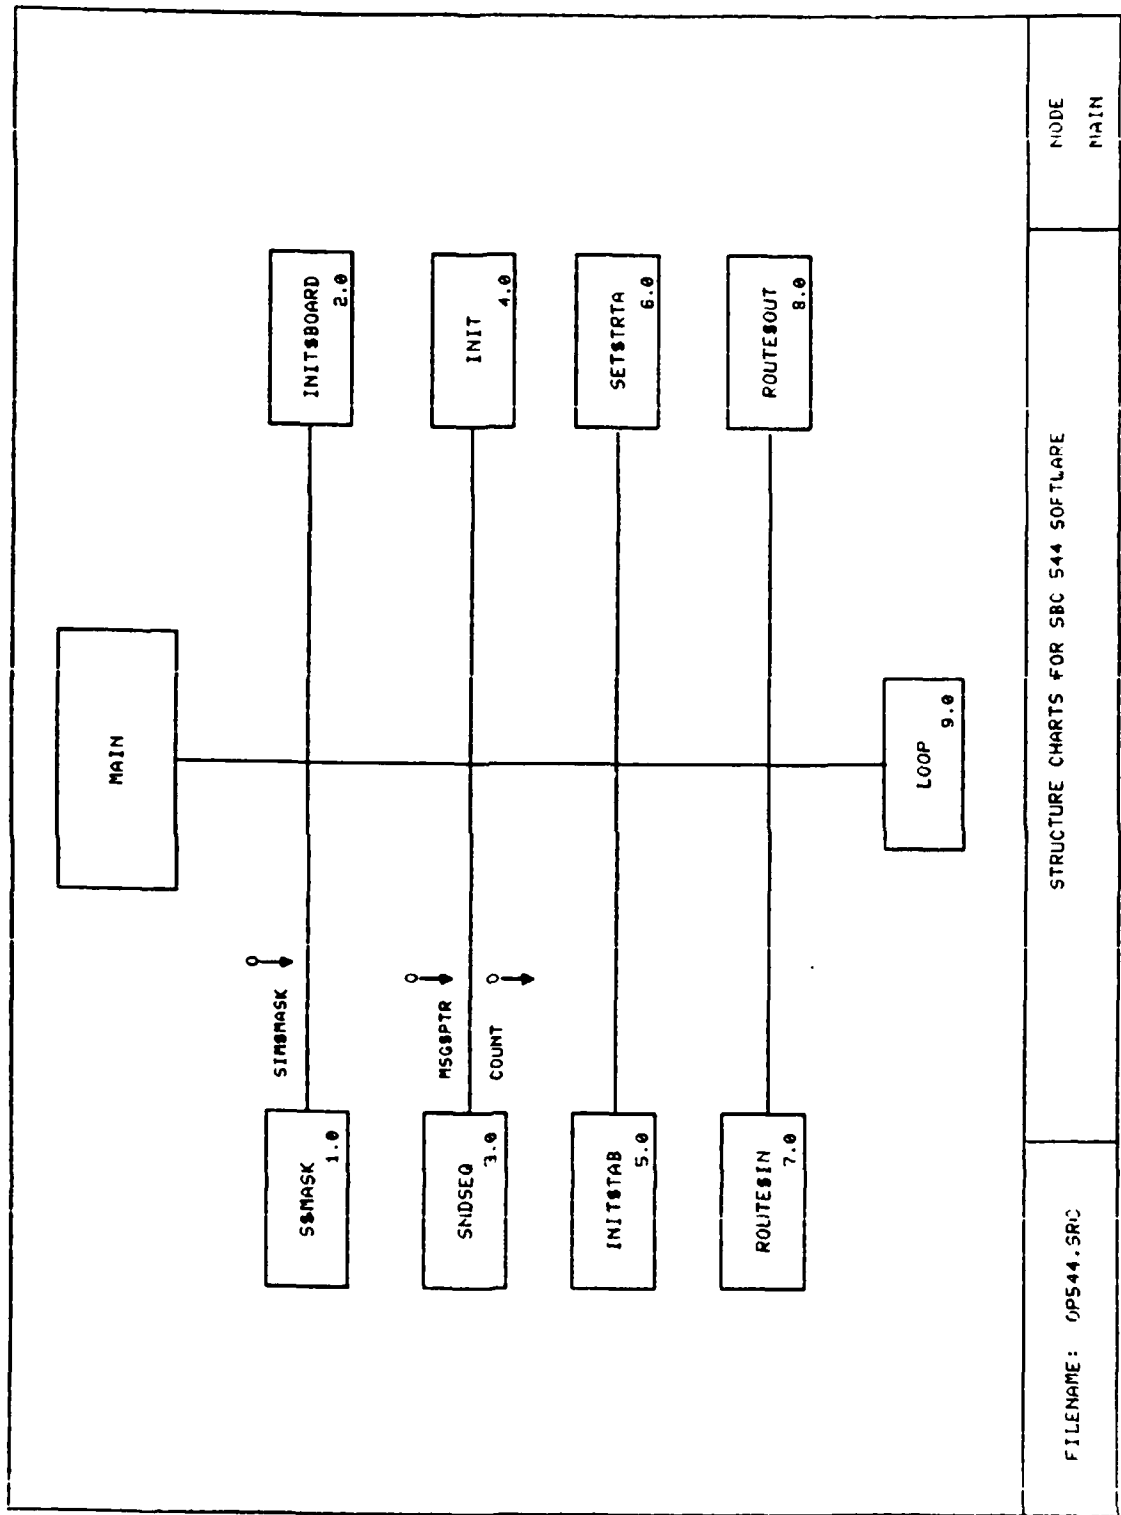 MAIN
SIM$MASK
S$MASK
1.0
INIT$BOARD
2.0
MSG$PTR
COUNT
SNDSEQ
3.0
INIT
4.0
INIT$TAB
5.0
SET$TRTA
6.0
ROUTE$IN
7.0
ROUTE$OUT
8.0
LOOP
9.0
FILENAME: OP544.SRC
STRUCTURE CHARTS FOR SBC 544 SOFTLARE
NODE
MAIN